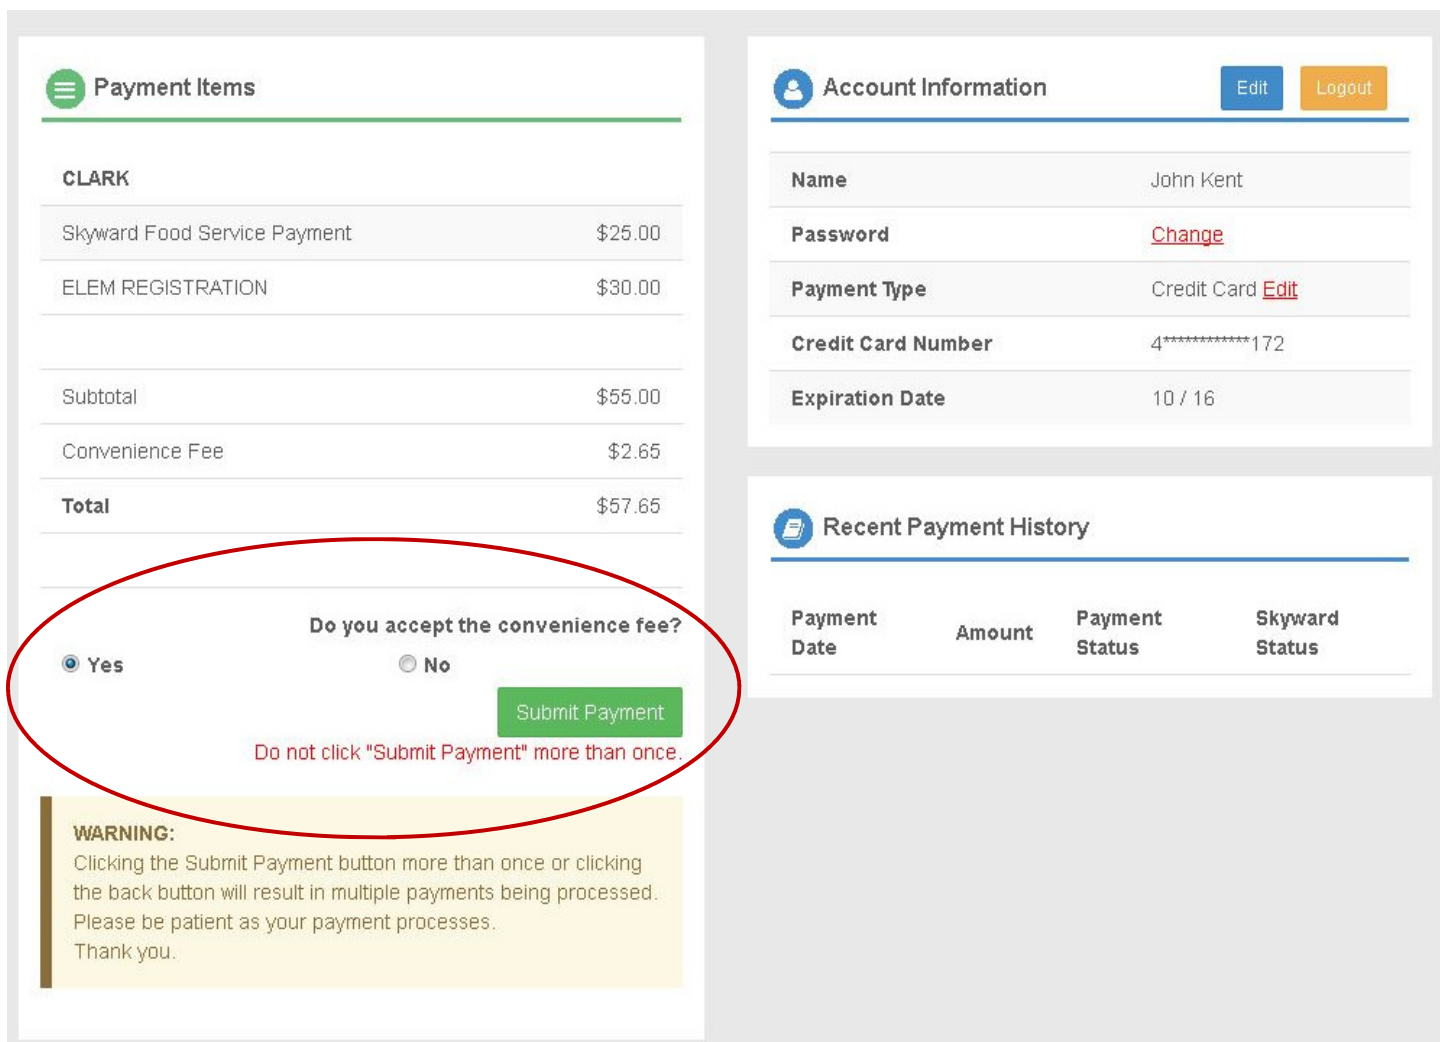 Payment Items
CLARK
Skyward Food Service Payment $25.00
ELEM REGISTRATION $30.00
Subtotal $55.00
Convenience Fee $2.65
Total $57.65
Do you accept the convenience fee?
Yes No
Submit Payment
Do not click "Submit Payment" more than once.
WARNING:
Clicking the Submit Payment button more than once or clicking
the back button will result in multiple payments being processed.
Please be patient as your payment processes.
Thank you.
Account Information Edit Logout
Name John Kent
Password Change
Payment Type Credit Card Edit
Credit Card Number 4************172
Expiration Date 10 / 16
Recent Payment History
Payment Date Amount Payment Status Skyward Status